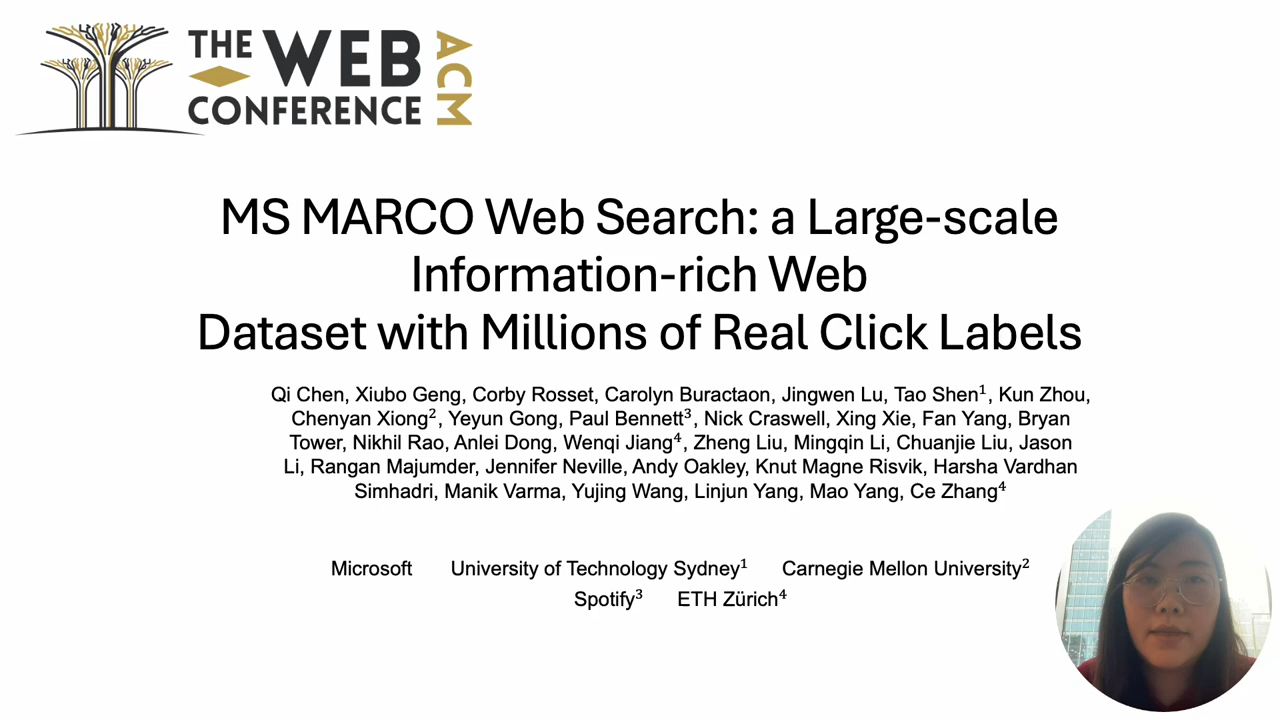 THE WEB
CONFERENCE
ACM
MS MARCO Web Search: a Large-scale
Information-rich Web
Dataset with Millions of Real Click Labels
Qi Chen, Xiubo Geng, Corby Rosset, Carolyn Buractaon, Jingwen Lu, Tao Shen¹, Kun Zhou,
Chenyan Xiong², Yeyun Gong, Paul Bennett³, Nick Craswell, Xing Xie, Fan Yang, Bryan
Tower, Nikhil Rao, Anlei Dong, Wenqi Jiang⁴, Zheng Liu, Mingqin Li, Chuanjie Liu, Jason
Li, Rangan Majumder, Jennifer Neville, Andy Oakley, Knut Magne Risvik, Harsha Vardhan
Simhadri, Manik Varma, Yujing Wang, Linjun Yang, Mao Yang, Ce Zhang⁴
Microsoft University of Technology Sydney¹ Carnegie Mellon University²
Spotify³ ETH Zürich⁴